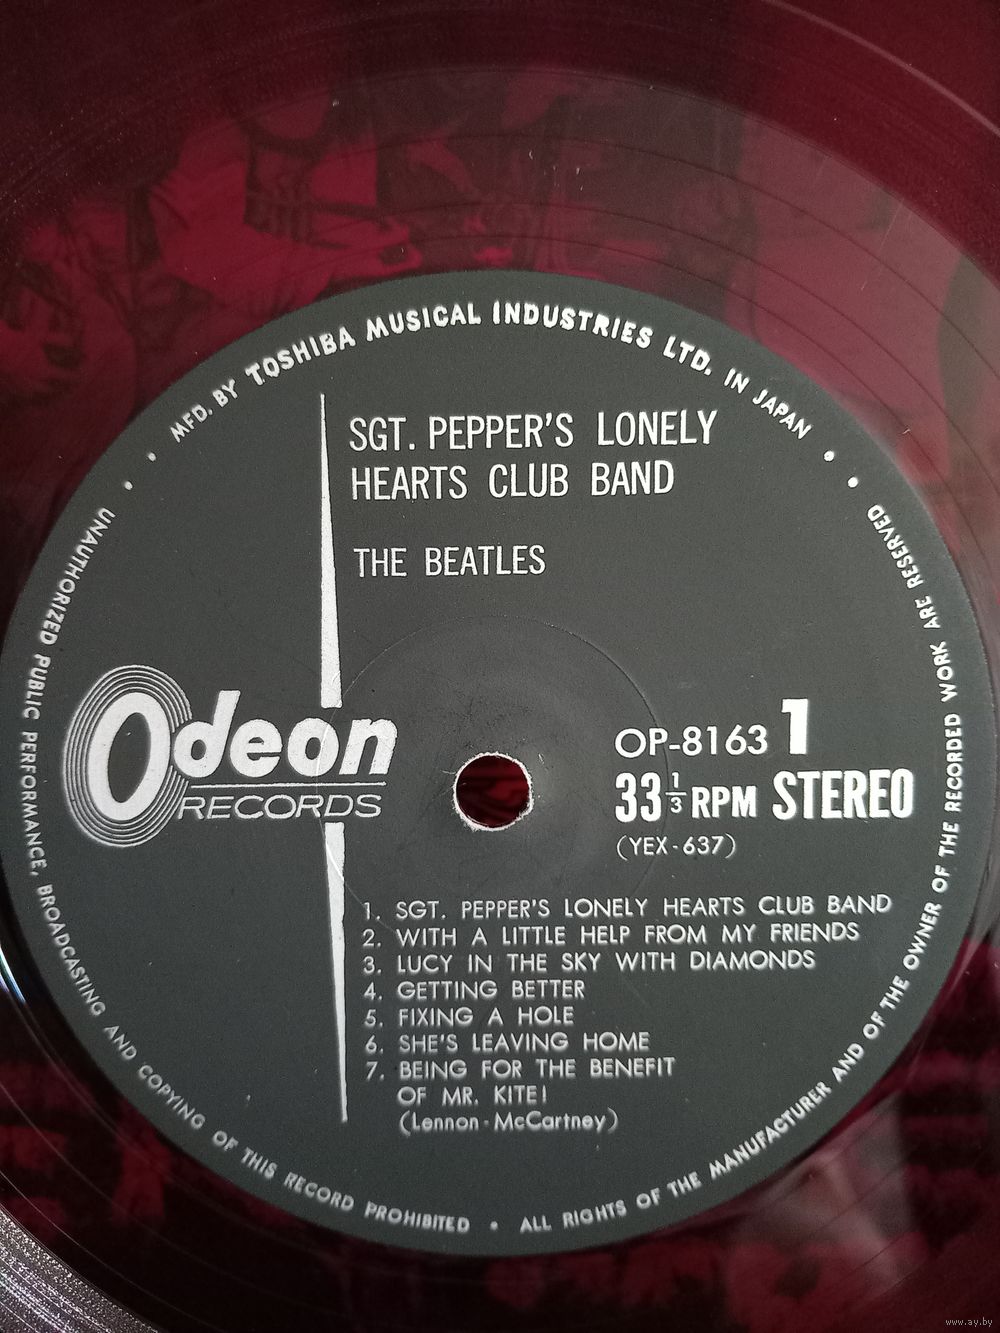 MFD. BY TOSHIBA MUSICAL INDUSTRIES LTD. IN JAPAN
SGT. PEPPER'S LONELY
HEARTS CLUB BAND
THE BEATLES
Odeon
RECORDS
OP-8163 1
33 1/3 RPM STEREO
(YEX-637)
1. SGT. PEPPER'S LONELY HEARTS CLUB BAND
2. WITH A LITTLE HELP FROM MY FRIENDS
3. LUCY IN THE SKY WITH DIAMONDS
4. GETTING BETTER
5. FIXING A HOLE
6. SHE'S LEAVING HOME
7. BEING FOR THE BENEFIT
OF MR. KITE!
(Lennon-McCartney)
UNAUTHORIZED PUBLIC PERFORMANCE, BROADCASTING AND COPYING OF THIS RECORD PROHIBITED • ALL RIGHTS OF THE MANUFACTURER AND OF THE OWNER OF THE RECORDED WORK ARE RESERVED
www.ay.by